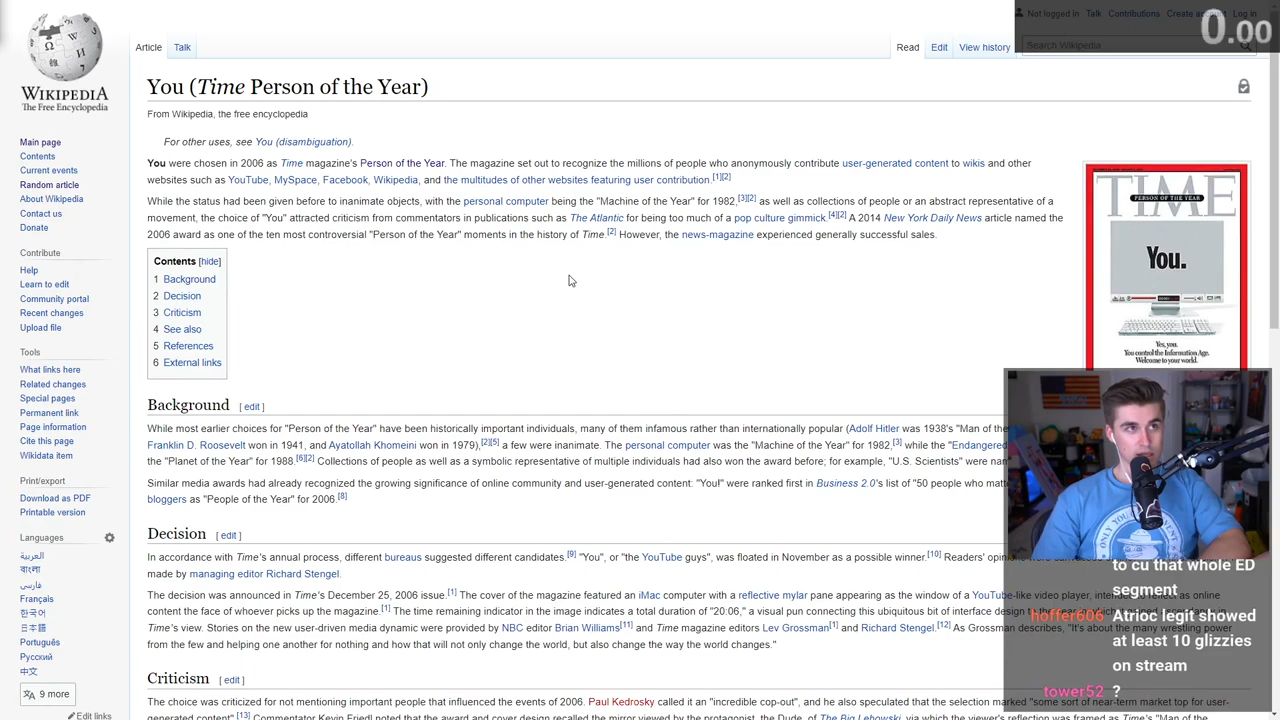 Not logged in Talk Contributions Create account Log in
0.00
Article Talk
Read Edit View history
Search Wikipedia
WIKIPEDIA
The Free Encyclopedia
Main page
Contents
Current events
Random article
About Wikipedia
Contact us
Donate
Contribute
Help
Learn to edit
Community portal
Recent changes
Upload file
Tools
What links here
Related changes
Special pages
Permanent link
Page information
Cite this page
Wikidata item
Print/export
Download as PDF
Printable version
Languages
العربية
বাংলা
فارسی
Français
한국어
日本語
Português
Русский
中文
9 more
Edit links
You (Time Person of the Year)
From Wikipedia, the free encyclopedia
For other uses, see You (disambiguation).
You were chosen in 2006 as Time magazine's Person of the Year. The magazine set out to recognize the millions of people who anonymously contribute user-generated content to wikis and other
websites such as YouTube, MySpace, Facebook, Wikipedia, and the multitudes of other websites featuring user contribution.[1][2]
While the status had been given before to inanimate objects, with the personal computer being the "Machine of the Year" for 1982,[3][2] as well as collections of people or an abstract representative of a
movement, the choice of "You" attracted criticism from commentators in publications such as The Atlantic for being too much of a pop culture gimmick.[4][2] A 2014 New York Daily News article named the
2006 award as one of the ten most controversial "Person of the Year" moments in the history of Time.[2] However, the news-magazine experienced generally successful sales.
Contents [hide]
1 Background
2 Decision
3 Criticism
4 See also
5 References
6 External links
TIME
PERSON OF THE YEAR
You.
Yes, you.
You control the Information Age.
Welcome to your world.
Background [ edit ]
While most earlier choices for "Person of the Year" have been historically important individuals, many of them infamous rather than internationally popular (Adolf Hitler was 1938's "Man of the
Franklin D. Roosevelt won in 1941, and Ayatollah Khomeini won in 1979),[2][5] a few were inanimate. The personal computer was the "Machine of the Year" for 1982,[3] while the "Endangered
the "Planet of the Year" for 1988.[6][2] Collections of people as well as a symbolic representative of multiple individuals had also won the award before; for example, "U.S. Scientists" were
Similar media awards had already recognized the growing significance of online community and user-generated content: "You!" were ranked first in Business 2.0's list of "50 people who
bloggers as "People of the Year" for 2006.[8]
Decision [ edit ]
In accordance with Time's annual process, different bureaus suggested different candidates.[9] "You", or "the YouTube guys", was floated in November as a possible winner.[10] Readers'
made by managing editor Richard Stengel.
The decision was announced in Time's December 25, 2006 issue.[1] The cover of the magazine featured an iMac computer with a reflective mylar pane appearing as the window of a YouTube-like video player, intended to reflect as online
content the face of whoever picks up the magazine.[1] The time remaining indicator in the image indicates a total duration of "20:06," a visual pun connecting this ubiquitous bit of interface design
Time's view. Stories on the new user-driven media were provided by NBC editor Brian Williams[11] and Time magazine editors Lev Grossman[1] and Richard Stengel.[12] As Grossman describes, "It's about the many wrestling power
from the few and helping one another for nothing and how that will not only change the world, but also change the way the world changes."
Criticism [ edit ]
The choice was criticized for not mentioning important people that influenced the events of 2006. Paul Kedrosky called it an "incredible cop-out", and he also speculated that the selection marked "some sort of near-term market top for user-
generated content".[13] Commentator Kevin Friedl noted that the award and cover design recalled the mirror viewed by the protagonist, the Dude, of The Big Lebowski, via which the viewer's reflection was framed as Time's "Man of the
to cu that whole ED
segment
hoffer606 Atrioc legit showed
at least 10 glizzies
on stream
tower52 ?